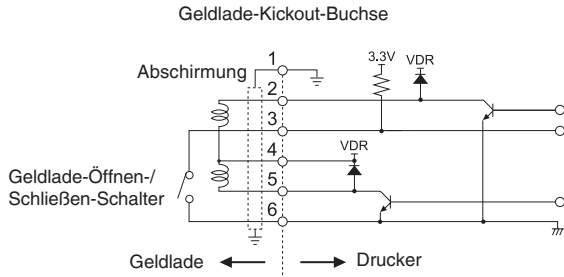 Geldlade-Kickout-Buchse
Abschirmung
1
3.3V
VDR
2
3
4
VDR
Geldlade-Öffnen-/
Schließen-Schalter
5
6
Geldlade
Drucker